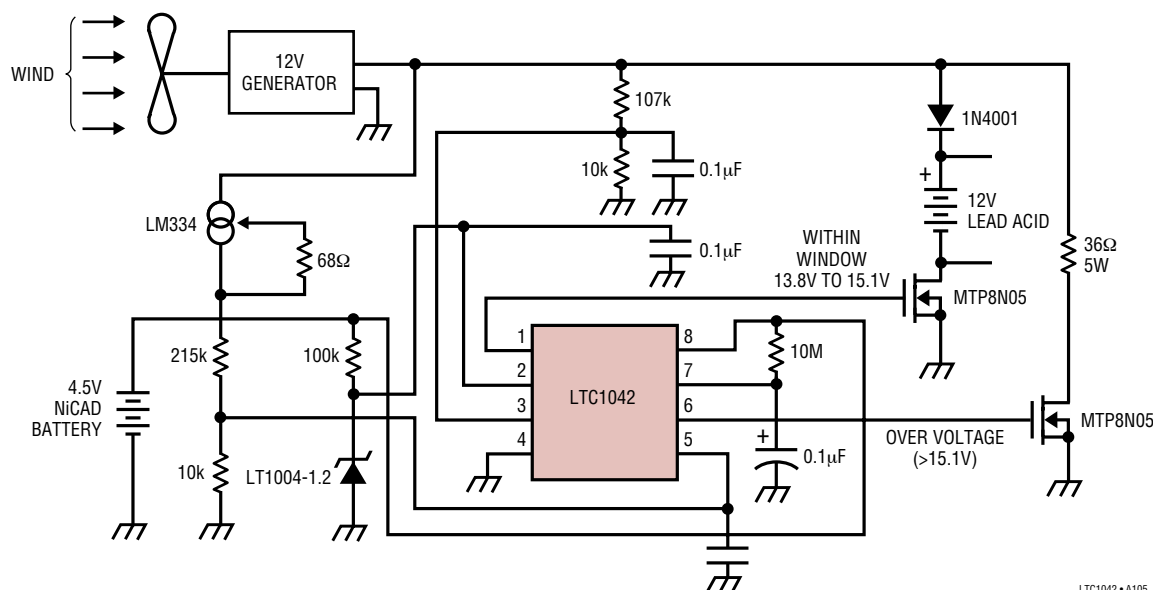 WIND
12V
GENERATOR
107k
10k
0.1µF
1N4001
+
12V
LEAD ACID
LM334
68Ω
0.1µF
WITHIN
WINDOW
13.8V TO 15.1V
MTP8N05
36Ω
5W
215k
100k
4.5V
NiCAD
BATTERY
10k
LT1004-1.2
1
2
3
4
LTC1042
8
7
6
5
10M
+
0.1µF
OVER VOLTAGE
(>15.1V)
MTP8N05
LTC1042 • A105